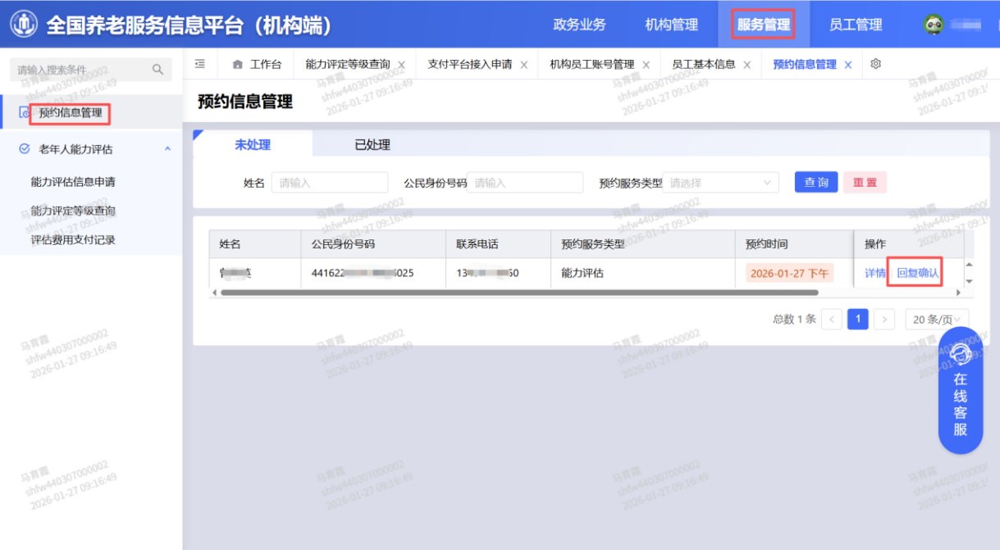 全国养老服务信息平台（机构端）
政务业务 机构管理 服务管理 员工管理
请输入搜索条件
工作台 能力评定等级查询 支付平台接入申请 机构员工账号管理 员工基本信息 预约信息管理
预约信息管理
预约信息管理
老年人能力评估
能力评估信息申请
能力评定等级查询
评估费用支付记录
未处理 已处理
姓名 请输入 公民身份号码 请输入 预约服务类型 请选择 查询 重置
姓名 公民身份号码 联系电话 预约服务类型 预约时间 操作
441622 5025 13 60 能力评估 2026-01-27 下午 详情 回复确认
总数 1 条 1 20 条/页
在线客服
马霄霞
shfw440307000002
2026-01-27 09:16:49